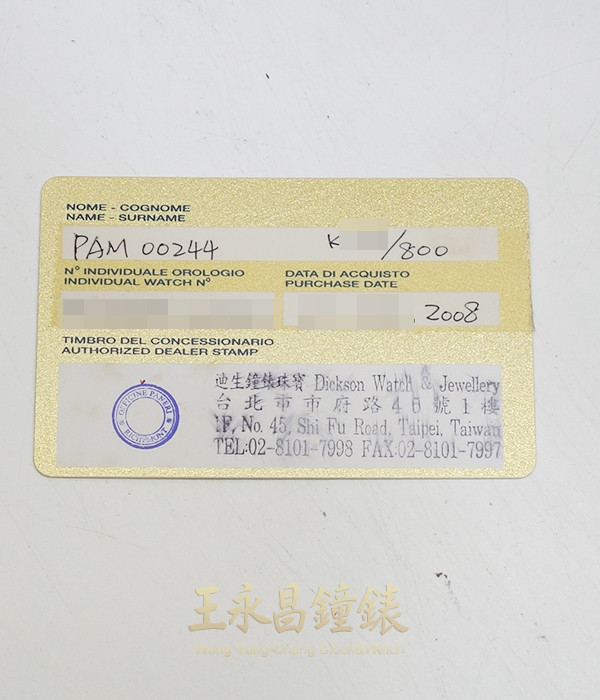 NOME - COGNOME
NAME - SURNAME
PAM 00244 K /800
N° INDIVIDUALE OROLOGIO
INDIVIDUAL WATCH N°
DATA DI ACQUISTO
PURCHASE DATE
, 2008
TIMBRO DEL CONCESSIONARIO
AUTHORIZED DEALER STAMP
OFFICINE PANERAI
RICHEMONT
迪生鐘錶珠寶 Dickson Watch & Jewellery
台北市市府路45號1樓
1F, No. 45, Shi Fu Road, Taipei, Taiwan
TEL:02-8101-7998 FAX:02-8101-7997
王永昌鐘錶